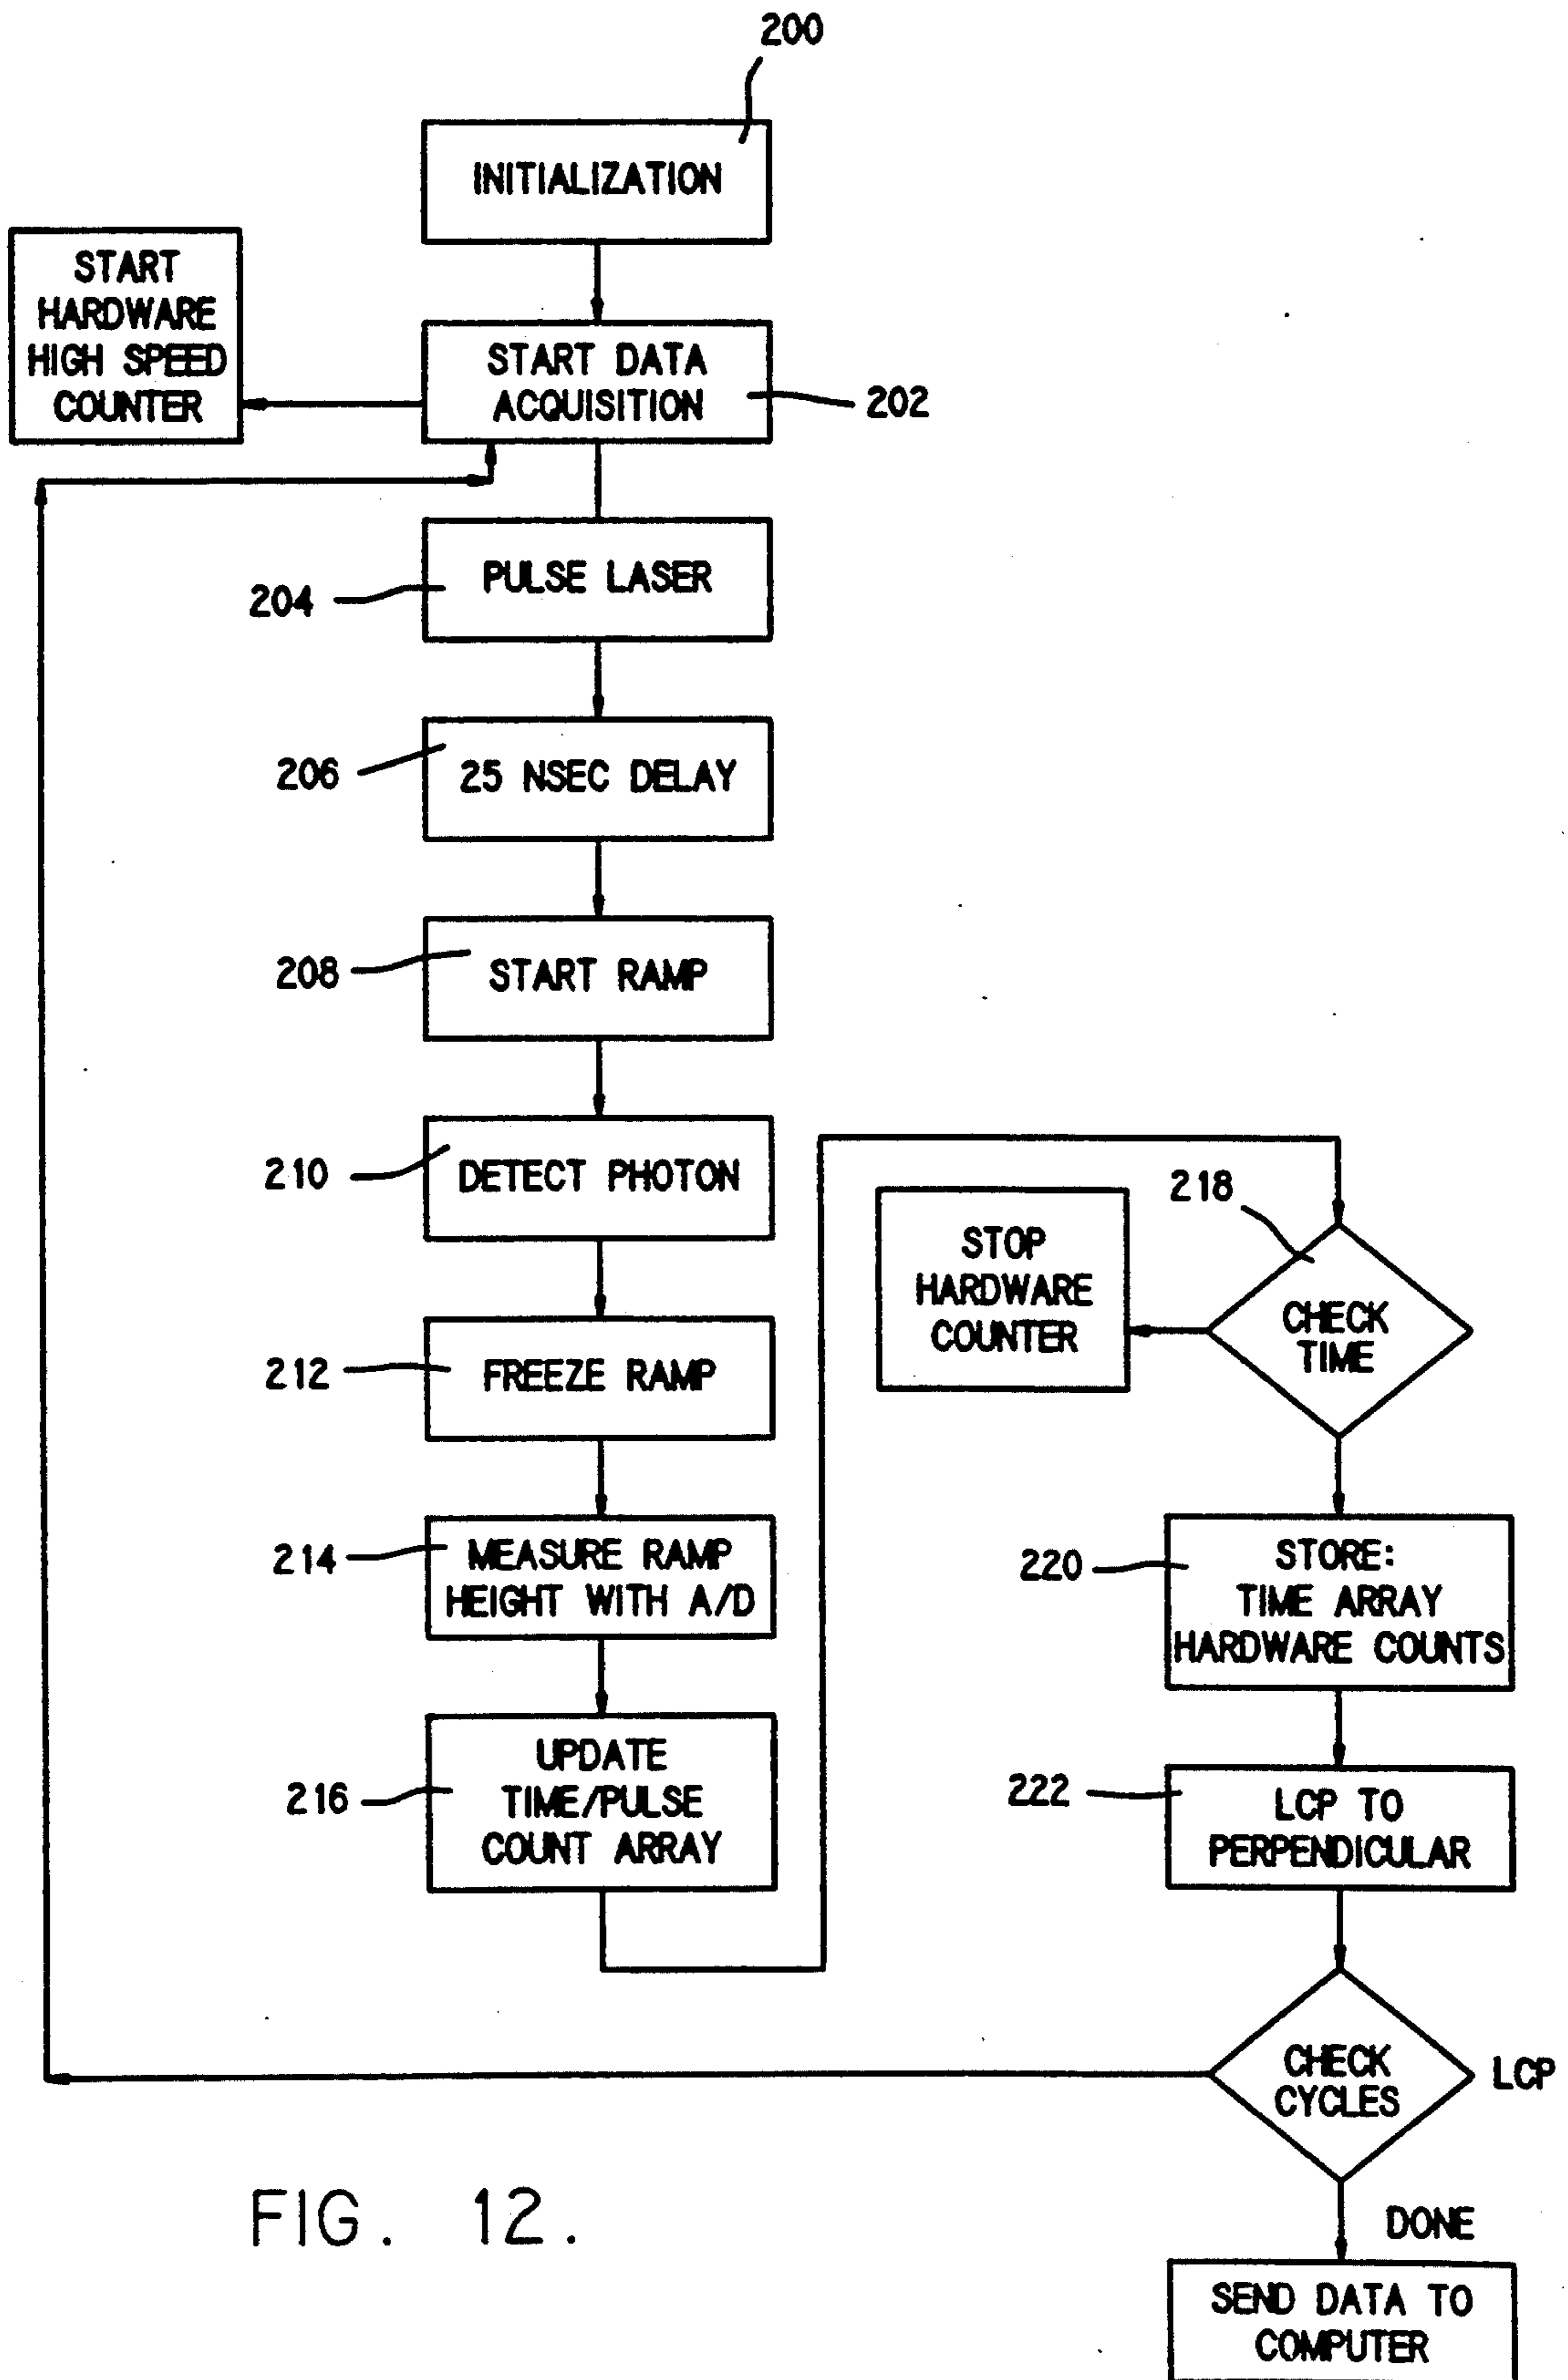 200
INITIALIZATION
START
HARDWARE
HIGH SPEED
COUNTER
START DATA
ACQUISITION
202
204
PULSE LASER
206
25 NSEC DELAY
208
START RAMP
210
DETECT PHOTON
212
FREEZE RAMP
214
MEASURE RAMP
HEIGHT WITH A/D
216
UPDATE
TIME/PULSE
COUNT ARRAY
218
CHECK
TIME
STOP
HARDWARE
COUNTER
220
STORE:
TIME ARRAY
HARDWARE COUNTS
222
LCP TO
PERPENDICULAR
CHECK
CYCLES
LCP
DONE
SEND DATA TO
COMPUTER
FIG. 12.